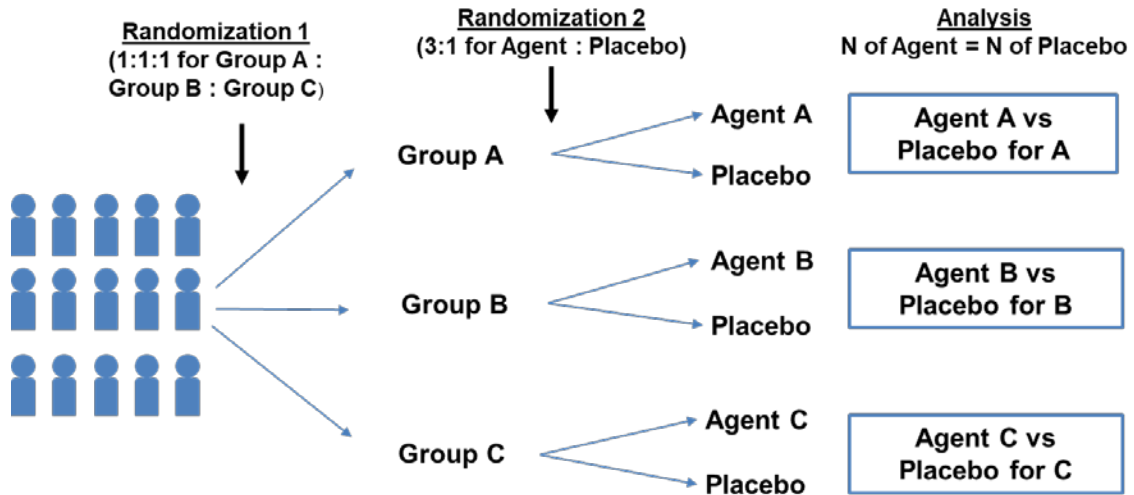 Randomization 1
(1:1:1 for Group A :
Group B : Group C)
Randomization 2
(3:1 for Agent : Placebo)
Analysis
N of Agent = N of Placebo
Group A
Agent A
Placebo
Agent A vs
Placebo for A
Group B
Agent B
Placebo
Agent B vs
Placebo for B
Group C
Agent C
Placebo
Agent C vs
Placebo for C